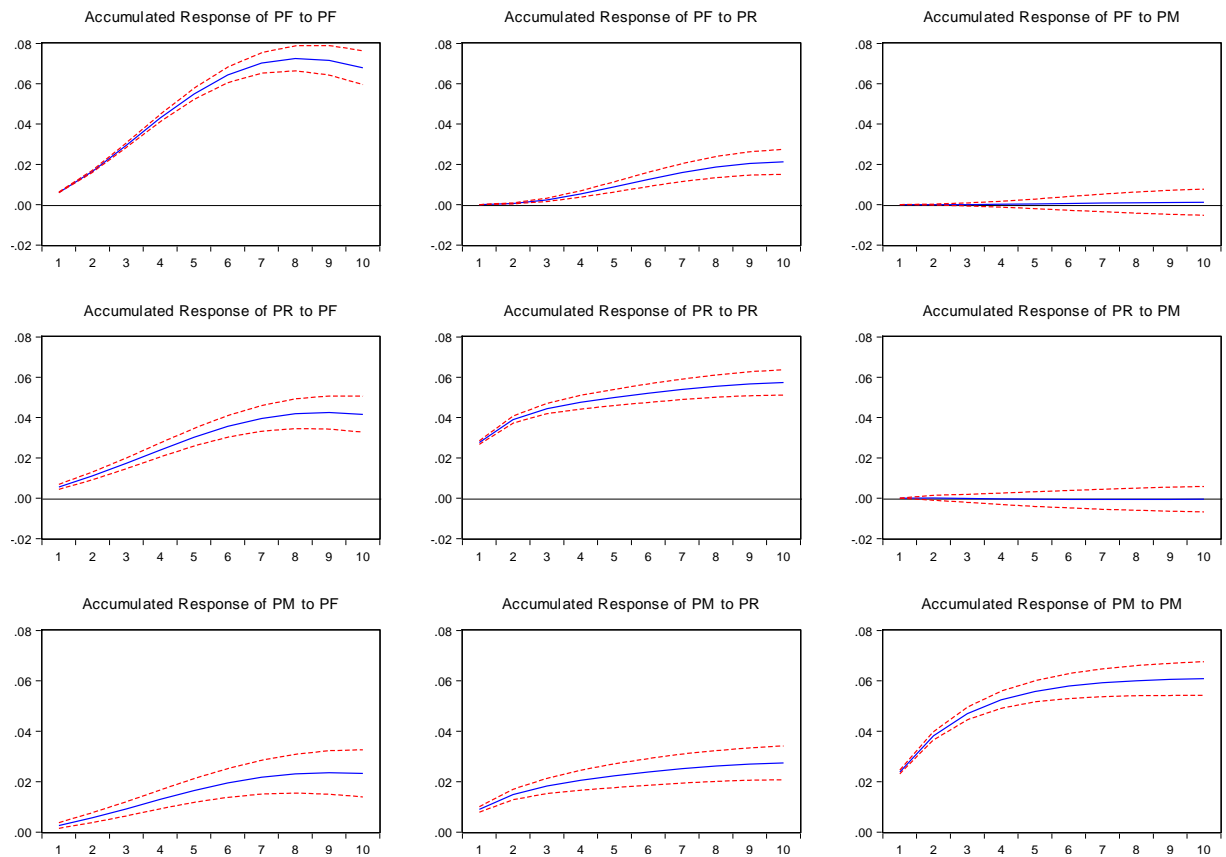 Accumulated Response of PF to PF
Accumulated Response of PF to PR
Accumulated Response of PF to PM
.08
.06
.04
.02
.00
-.02
1 2 3 4 5 6 7 8 9 10
.08
.06
.04
.02
.00
-.02
1 2 3 4 5 6 7 8 9 10
.08
.06
.04
.02
.00
-.02
1 2 3 4 5 6 7 8 9 10
Accumulated Response of PR to PF
Accumulated Response of PR to PR
Accumulated Response of PR to PM
.08
.06
.04
.02
.00
-.02
1 2 3 4 5 6 7 8 9 10
.08
.06
.04
.02
.00
-.02
1 2 3 4 5 6 7 8 9 10
.08
.06
.04
.02
.00
-.02
1 2 3 4 5 6 7 8 9 10
Accumulated Response of PM to PF
Accumulated Response of PM to PR
Accumulated Response of PM to PM
.08
.06
.04
.02
.00
1 2 3 4 5 6 7 8 9 10
.08
.06
.04
.02
.00
1 2 3 4 5 6 7 8 9 10
.08
.06
.04
.02
.00
1 2 3 4 5 6 7 8 9 10